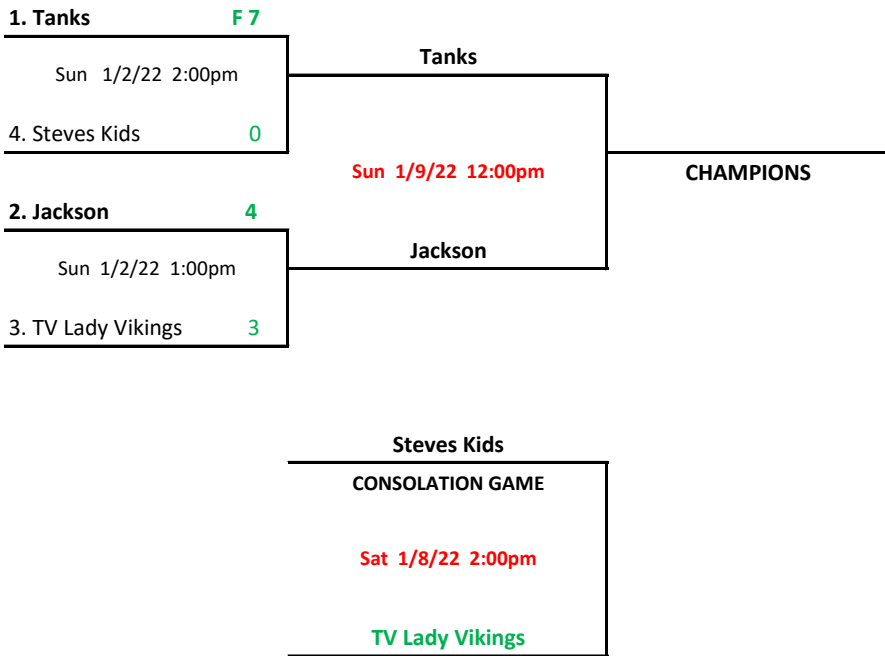 1. Tanks F 7
Tanks
Sun 1/2/22 2:00pm
4. Steves Kids 0
Sun 1/9/22 12:00pm
CHAMPIONS
2. Jackson 4
Jackson
Sun 1/2/22 1:00pm
3. TV Lady Vikings 3
Steves Kids
CONSOLATION GAME
Sat 1/8/22 2:00pm
TV Lady Vikings